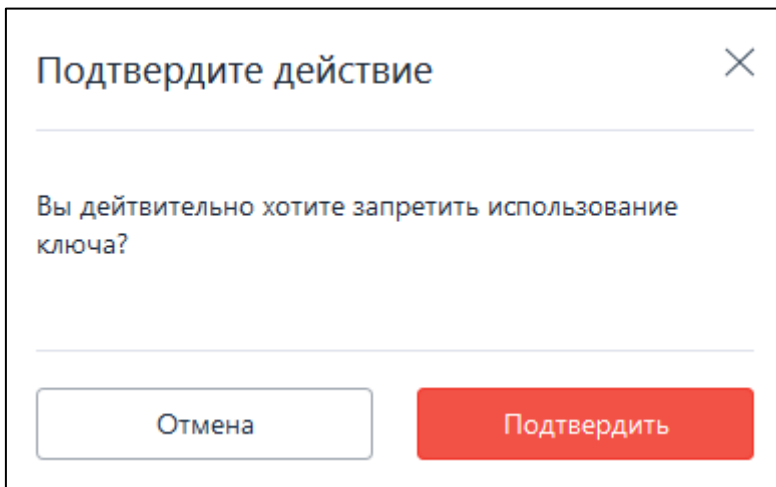 Подтвердите действие
Вы дейтвительно хотите запретить использование
ключа?
Отмена
Подтвердить